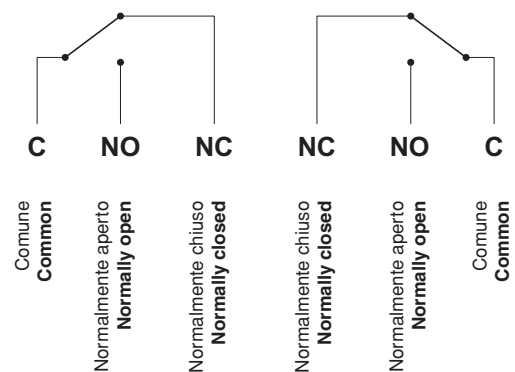 C NO NC NC NO C
Comune
Common
Normalmente aperto
Normally open
Normalmente chiuso
Normally closed
Normalmente chiuso
Normally closed
Normalmente aperto
Normally open
Comune
Common